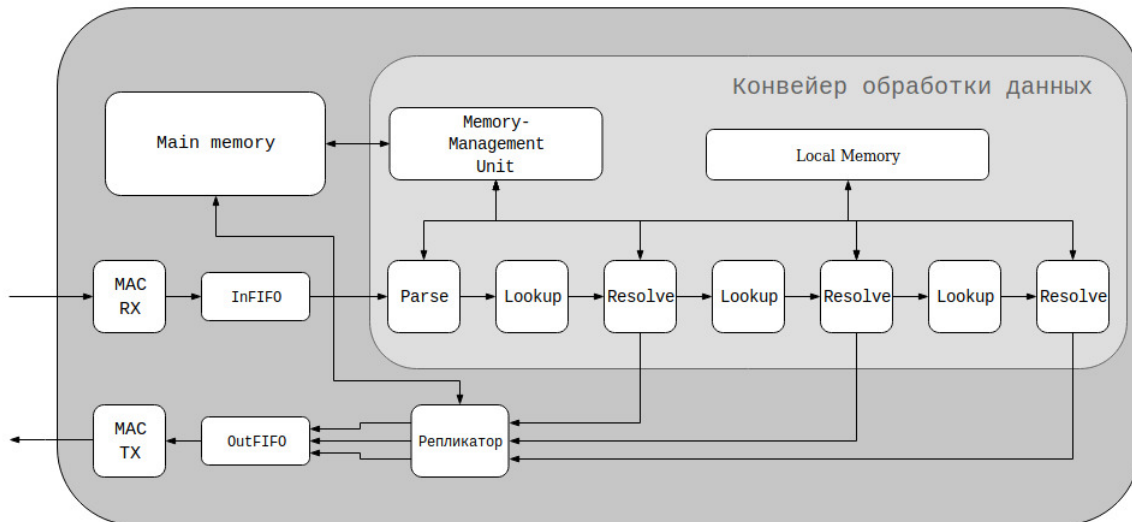 Конвейер обработки данных
Main memory
Memory-
Management
Unit
Local Memory
MAC
RX
InFIFO
Parse
Lookup
Resolve
Lookup
Resolve
Lookup
Resolve
MAC
TX
OutFIFO
Репликатор